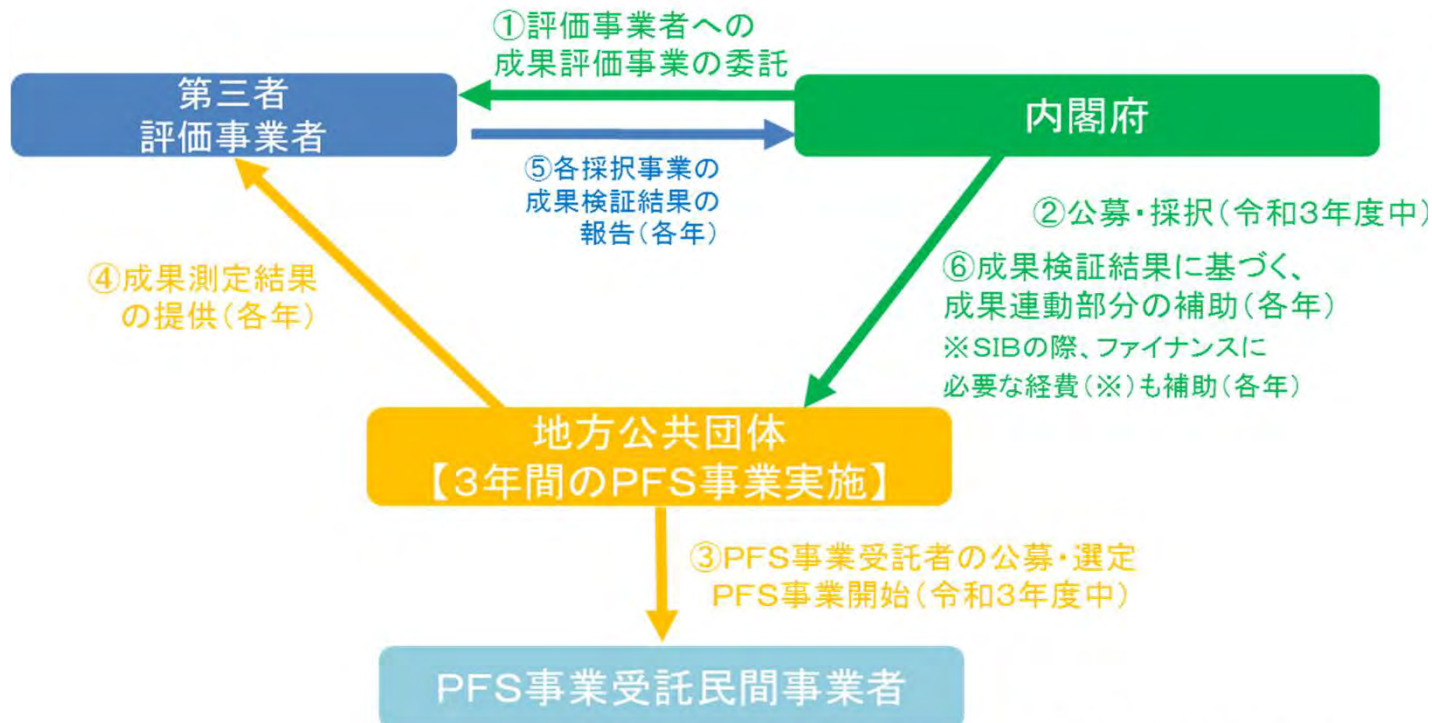 ①評価事業者への
成果評価事業の委託
第三者
評価事業者
内閣府
⑤各採択事業の
成果検証結果の
報告(各年)
②公募・採択(令和3年度中)
④成果測定結果
の提供(各年)
⑥成果検証結果に基づく、
成果連動部分の補助(各年)
※SIBの際、ファイナンスに
必要な経費(※)も補助(各年)
地方公共団体
【3年間のPFS事業実施】
③PFS事業受託者の公募・選定
PFS事業開始(令和3年度中)
PFS事業受託民間事業者